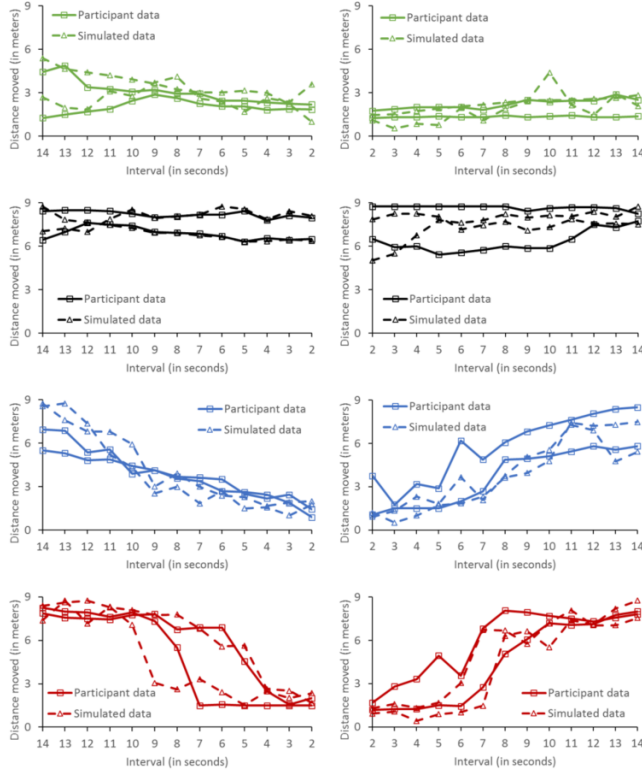 Distance moved (in meters)
9
6
3
0
Participant data
Simulated data
14 13 12 11 10 9 8 7 6 5 4 3 2
Interval (in seconds)
Distance moved (in meters)
9
6
3
0
Participant data
Simulated data
2 3 4 5 6 7 8 9 10 11 12 13 14
Interval (in seconds)
Distance moved (in meters)
9
6
3
0
Participant data
Simulated data
14 13 12 11 10 9 8 7 6 5 4 3 2
Interval (in seconds)
Distance moved (in meters)
9
6
3
0
Participant data
Simulated data
2 3 4 5 6 7 8 9 10 11 12 13 14
Interval (in seconds)
Distance moved (in meters)
9
6
3
0
Participant data
Simulated data
14 13 12 11 10 9 8 7 6 5 4 3 2
Interval (in seconds)
Distance moved (in meters)
9
6
3
0
Participant data
Simulated data
2 3 4 5 6 7 8 9 10 11 12 13 14
Interval (in seconds)
Distance moved (in meters)
9
6
3
0
Participant data
Simulated data
14 13 12 11 10 9 8 7 6 5 4 3 2
Interval (in seconds)
Distance moved (in meters)
9
6
3
0
Participant data
Simulated data
2 3 4 5 6 7 8 9 10 11 12 13 14
Interval (in seconds)